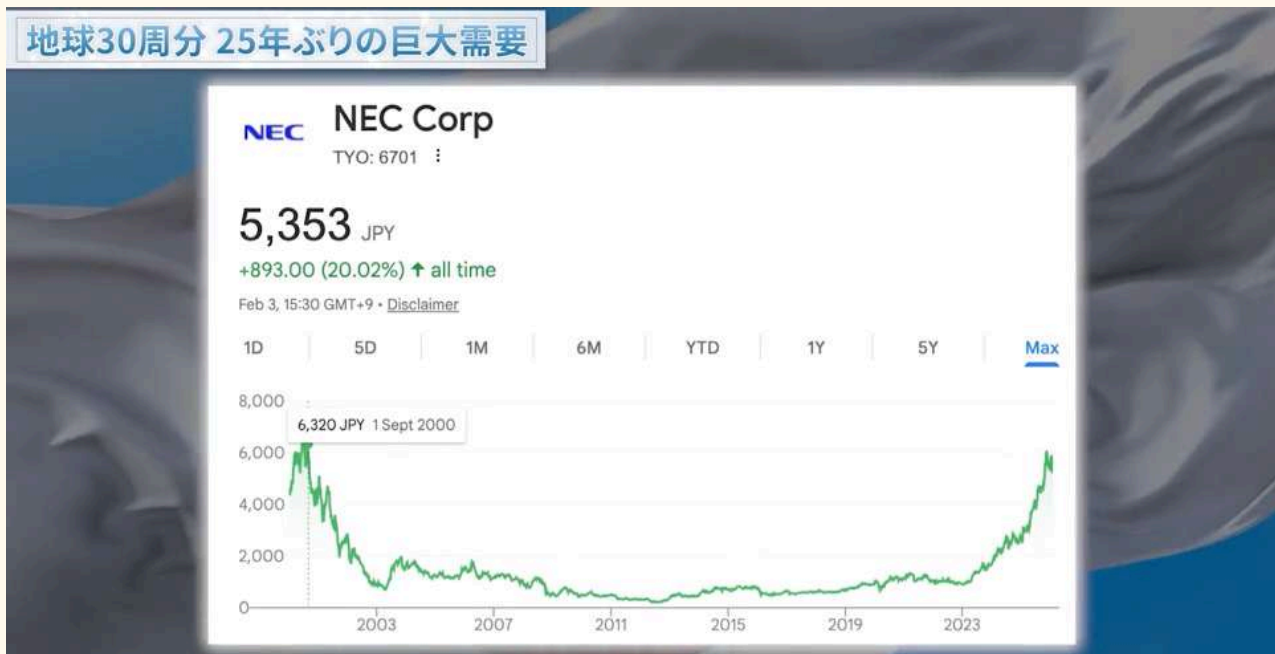 地球30周分 25年ぶりの巨大需要
NEC NEC Corp
TYO: 6701
5,353 JPY
+893.00 (20.02%) ↑ all time
Feb 3, 15:30 GMT+9 • Disclaimer
1D 5D 1M 6M YTD 1Y 5Y Max
8,000
6,320 JPY 1 Sept 2000
6,000
4,000
2,000
0
2003 2007 2011 2015 2019 2023